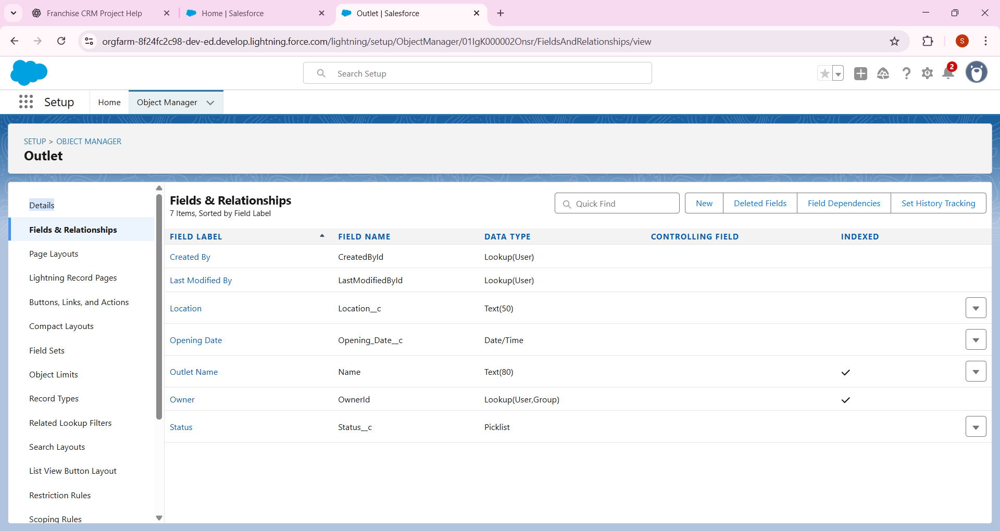 Franchise CRM Project Help
Home | Salesforce
Outlet | Salesforce
orgfarm-8f24fc2c98-dev-ed.develop.lightning.force.com/lightning/setup/ObjectManager/01IgK000002Onsr/FieldsAndRelationships/view
S
Search Setup
2
Setup
Home
Object Manager
SETUP > OBJECT MANAGER
Outlet
Details
Fields & Relationships
Page Layouts
Lightning Record Pages
Buttons, Links, and Actions
Compact Layouts
Field Sets
Object Limits
Record Types
Related Lookup Filters
Search Layouts
List View Button Layout
Restriction Rules
Scoping Rules
Fields & Relationships
7 Items, Sorted by Field Label
Quick Find
New
Deleted Fields
Field Dependencies
Set History Tracking
FIELD LABEL FIELD NAME DATA TYPE CONTROLLING FIELD INDEXED
Created By CreatedById Lookup(User)
Last Modified By LastModifiedById Lookup(User)
Location Location__c Text(50)
Opening Date Opening_Date__c Date/Time
Outlet Name Name Text(80)
Owner OwnerId Lookup(User,Group)
Status Status__c Picklist